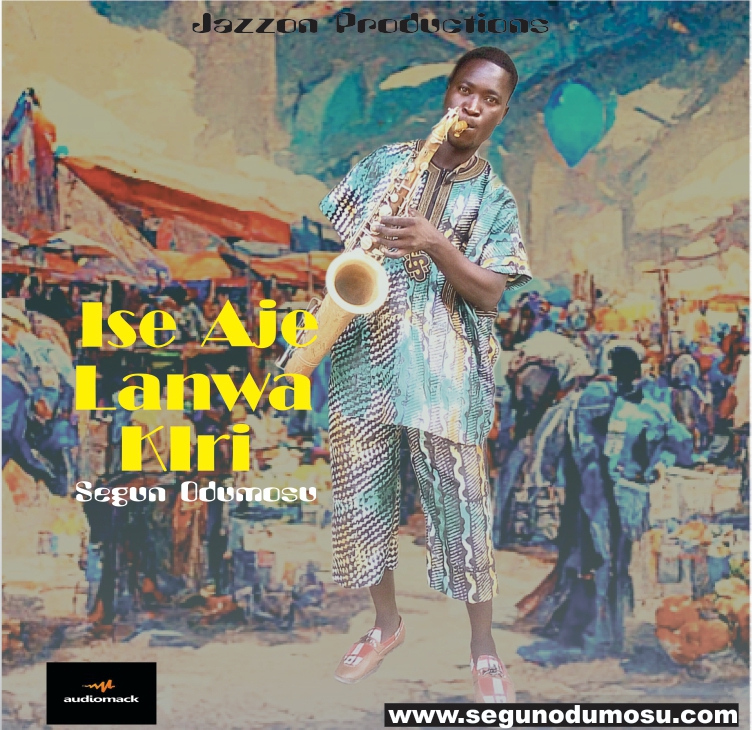 Jazzon Productions
Ise Aje
Lanwa
KIri
Segun Odumosu
audiomack
www.segunodumosu.com